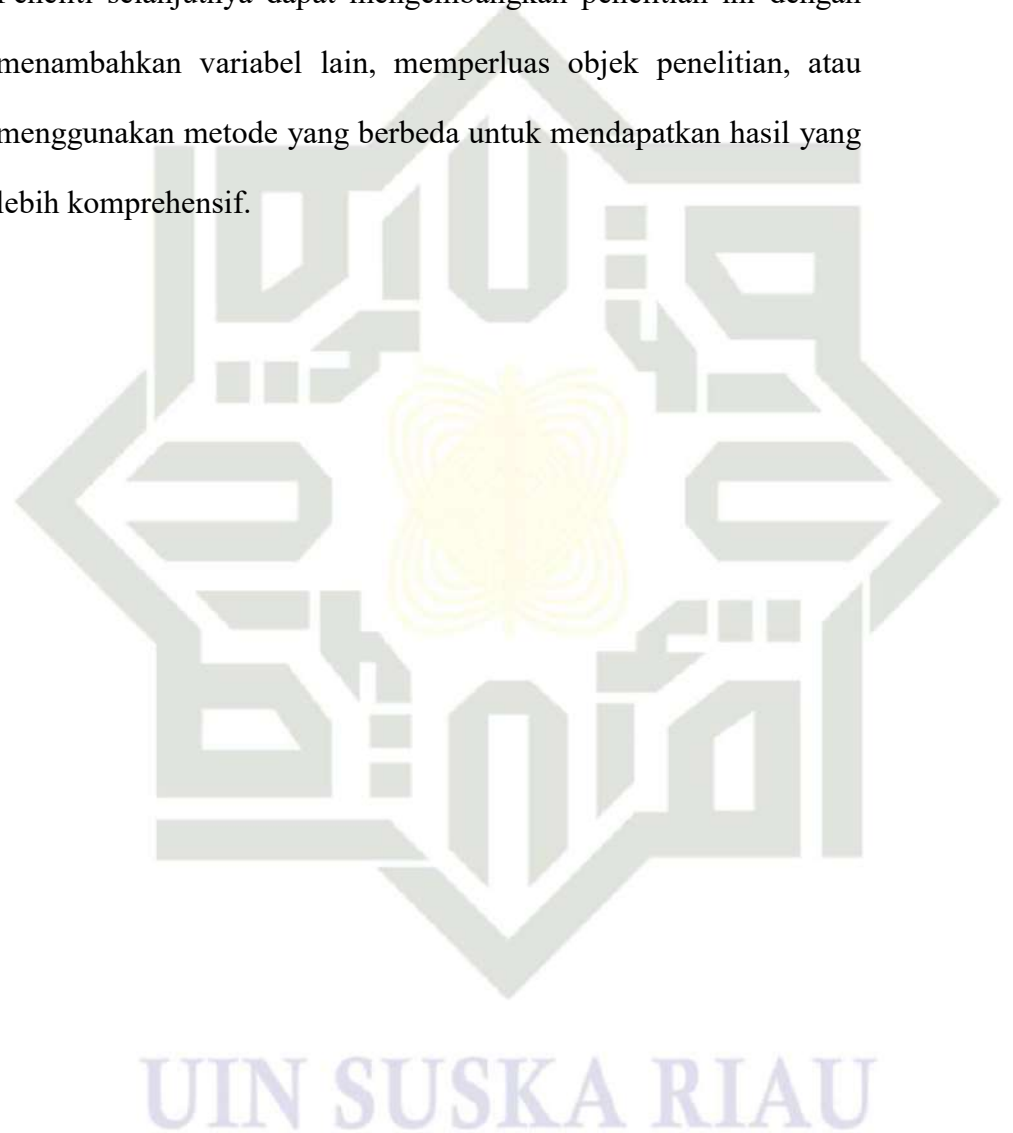 menambahkan variabel lain, memperluas objek penelitian, atau
menggunakan metode yang berbeda untuk mendapatkan hasil yang
lebih komprehensif.
UIN SUSKA RIAU